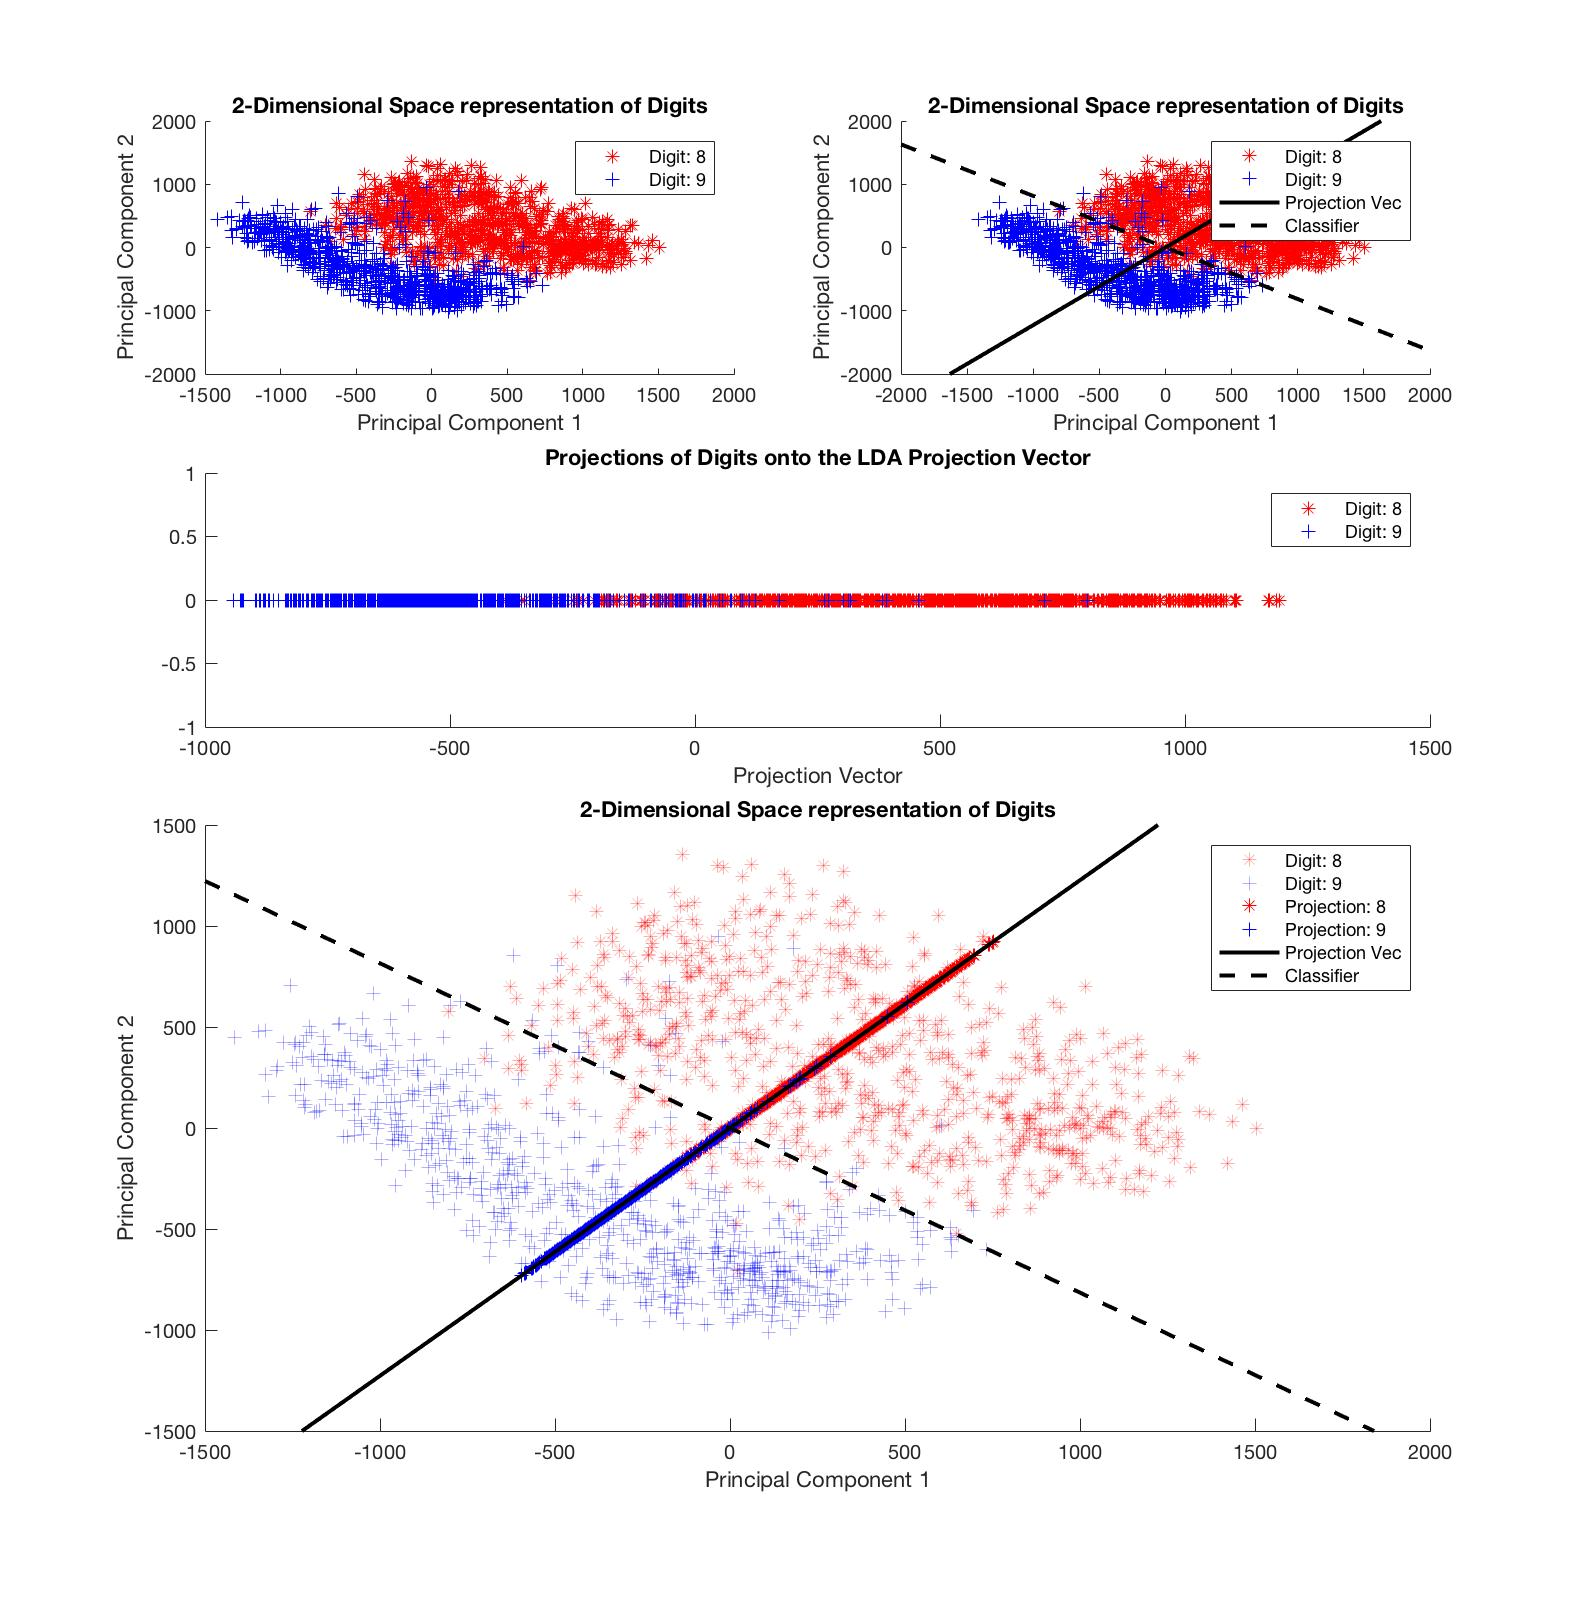 2-Dimensional Space representation of Digits
Principal Component 2
2000
1000
0
-1000
-2000
-1500 -1000 -500 0 500 1000 1500 2000
Principal Component 1
Digit: 8
Digit: 9
2-Dimensional Space representation of Digits
Principal Component 2
2000
1000
0
-1000
-2000
-2000 -1500 -1000 -500 0 500 1000 1500 2000
Principal Component 1
Digit: 8
Digit: 9
Projection Vec
Classifier
Projections of Digits onto the LDA Projection Vector
1
0.5
0
-0.5
-1
-1000 -500 0 500 1000 1500
Projection Vector
Digit: 8
Digit: 9
2-Dimensional Space representation of Digits
Principal Component 2
1500
1000
500
0
-500
-1000
-1500
-1500 -1000 -500 0 500 1000 1500 2000
Principal Component 1
Digit: 8
Digit: 9
Projection: 8
Projection: 9
Projection Vec
Classifier